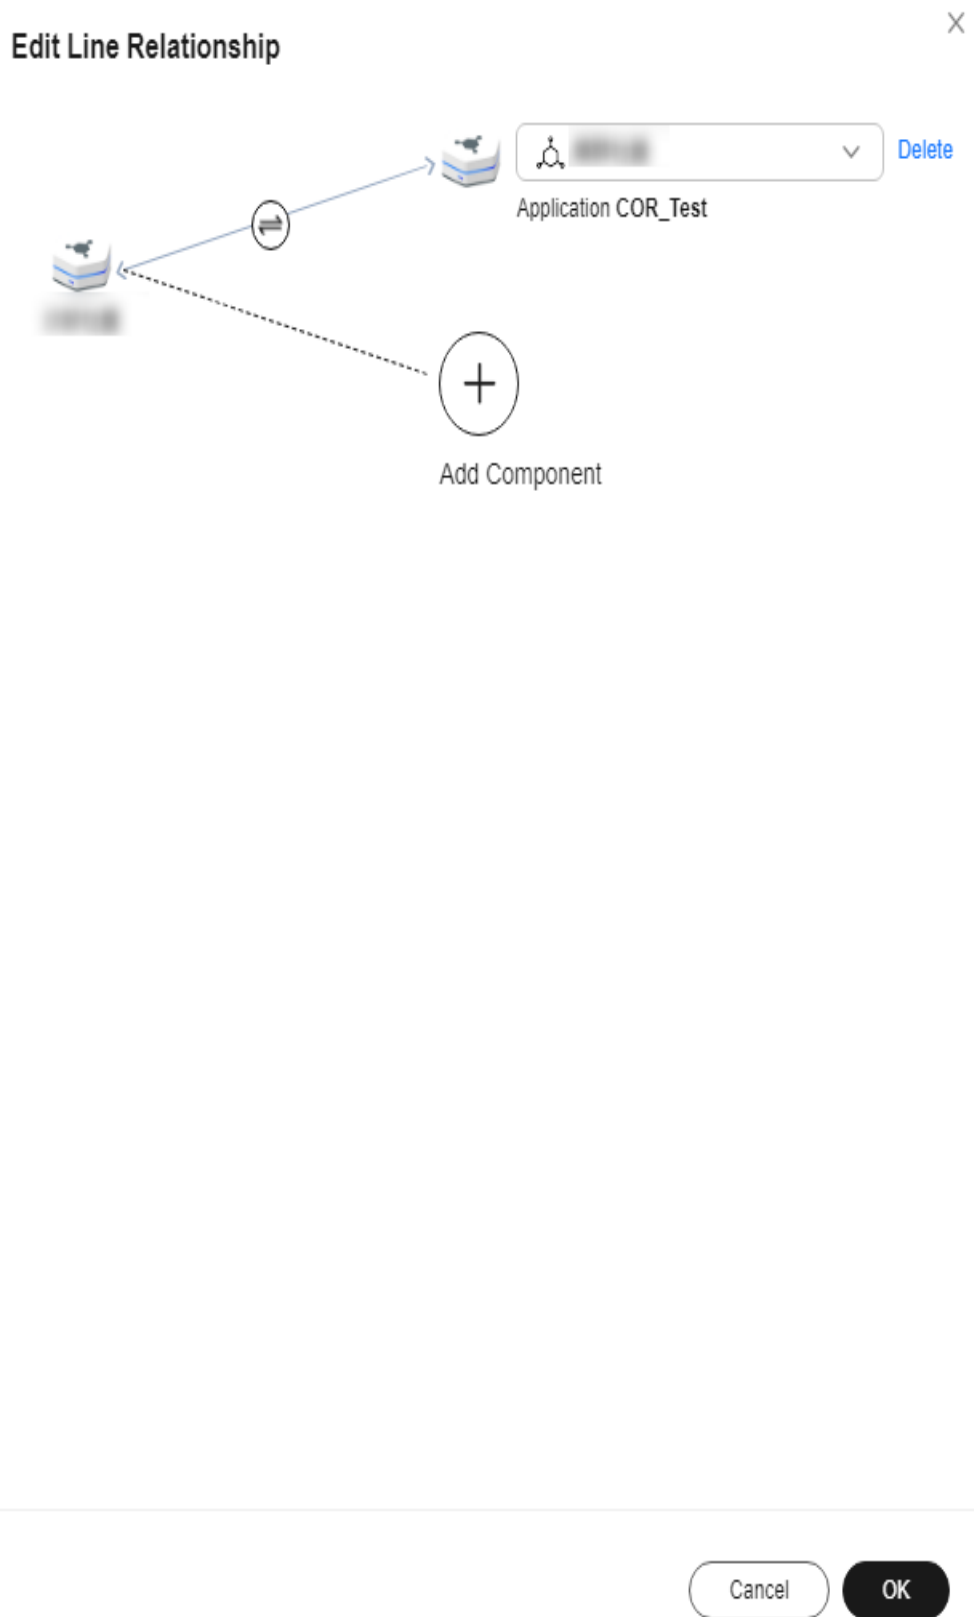 Edit Line Relationship
Delete
Application COR_Test
Add Component
Cancel
OK